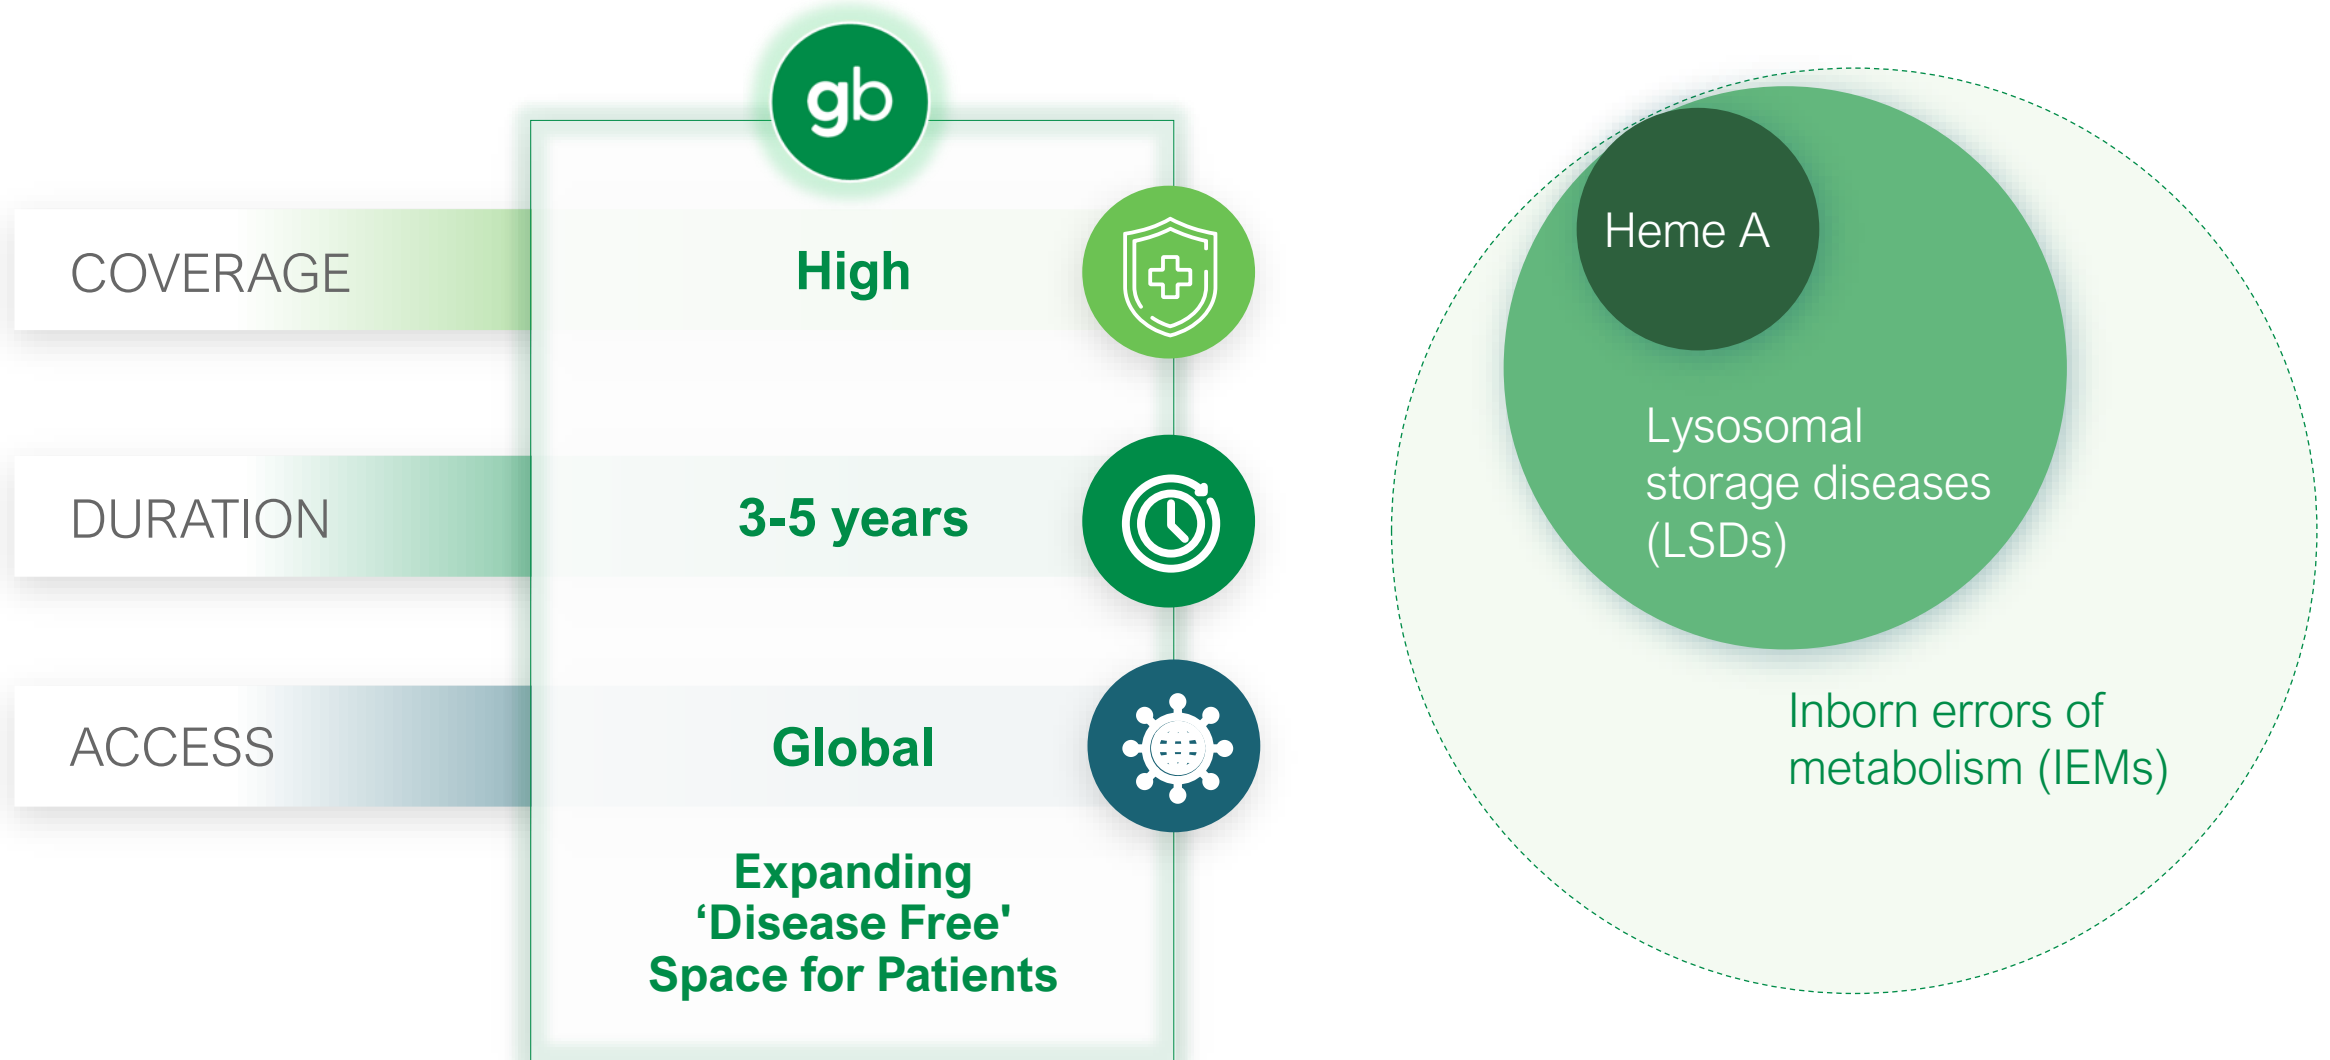 gb
COVERAGE
High
DURATION
3-5 years
ACCESS
Global
Expanding
‘Disease Free'
Space for Patients
Heme A
Lysosomal
storage diseases
(LSDs)
Inborn errors of
metabolism (IEMs)